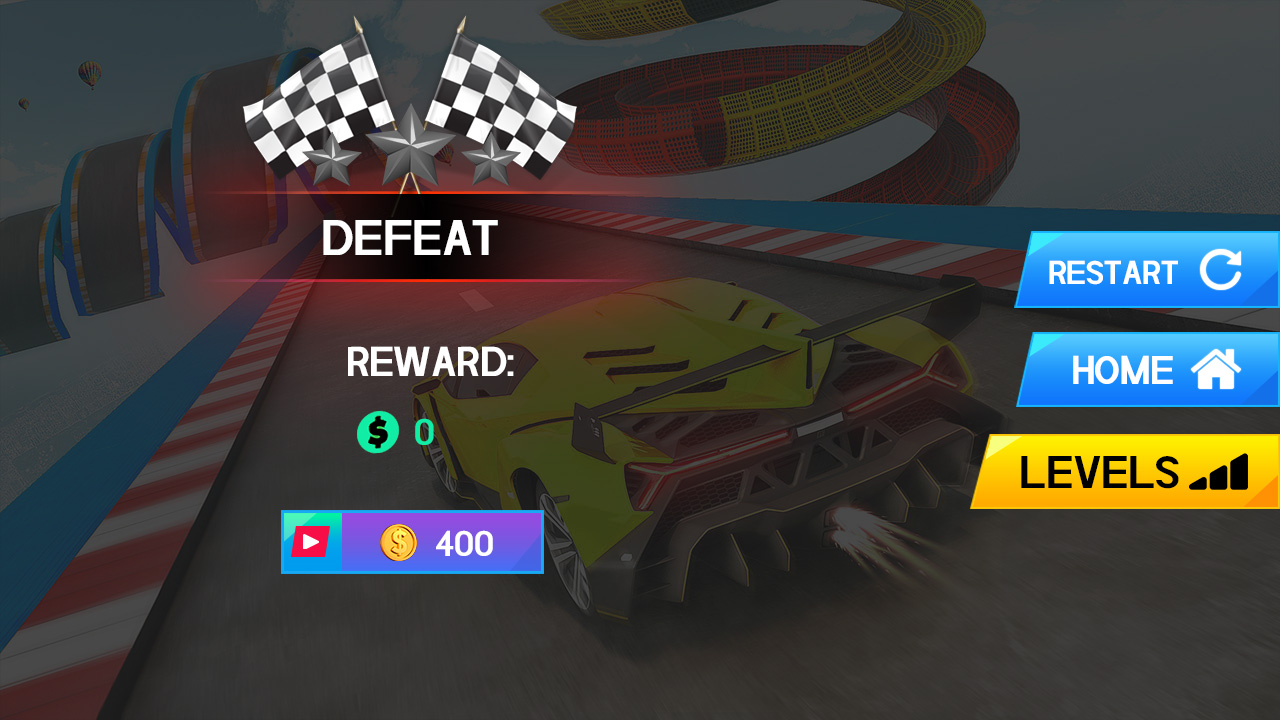 DEFEAT
REWARD:
$ 0
$ 400
RESTART
HOME
LEVELS